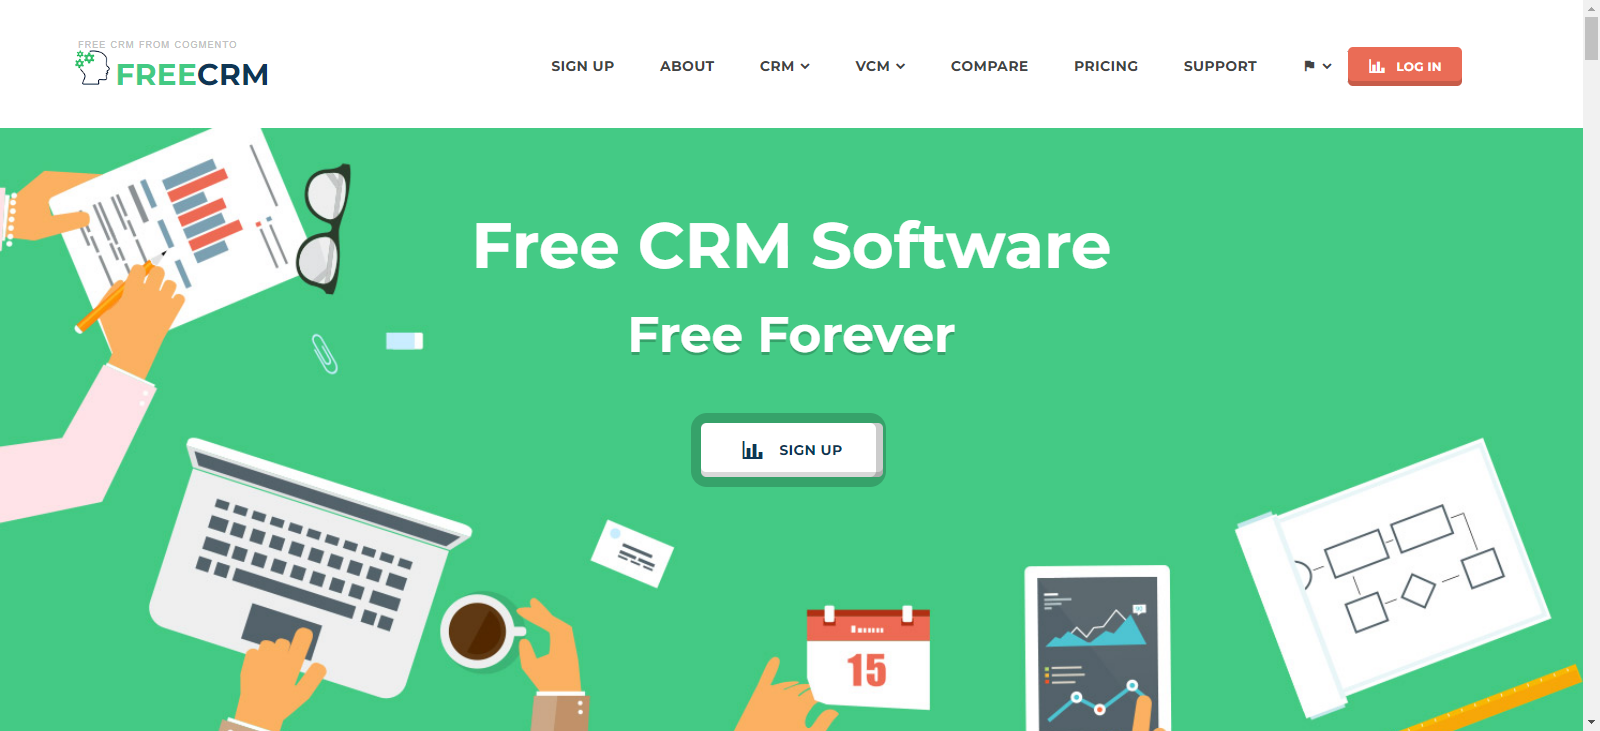 FREE CRM FROM COGMENTO
FREECRM
SIGN UP ABOUT CRM VCM COMPARE PRICING SUPPORT LOG IN
Free CRM Software
Free Forever
SIGN UP
15